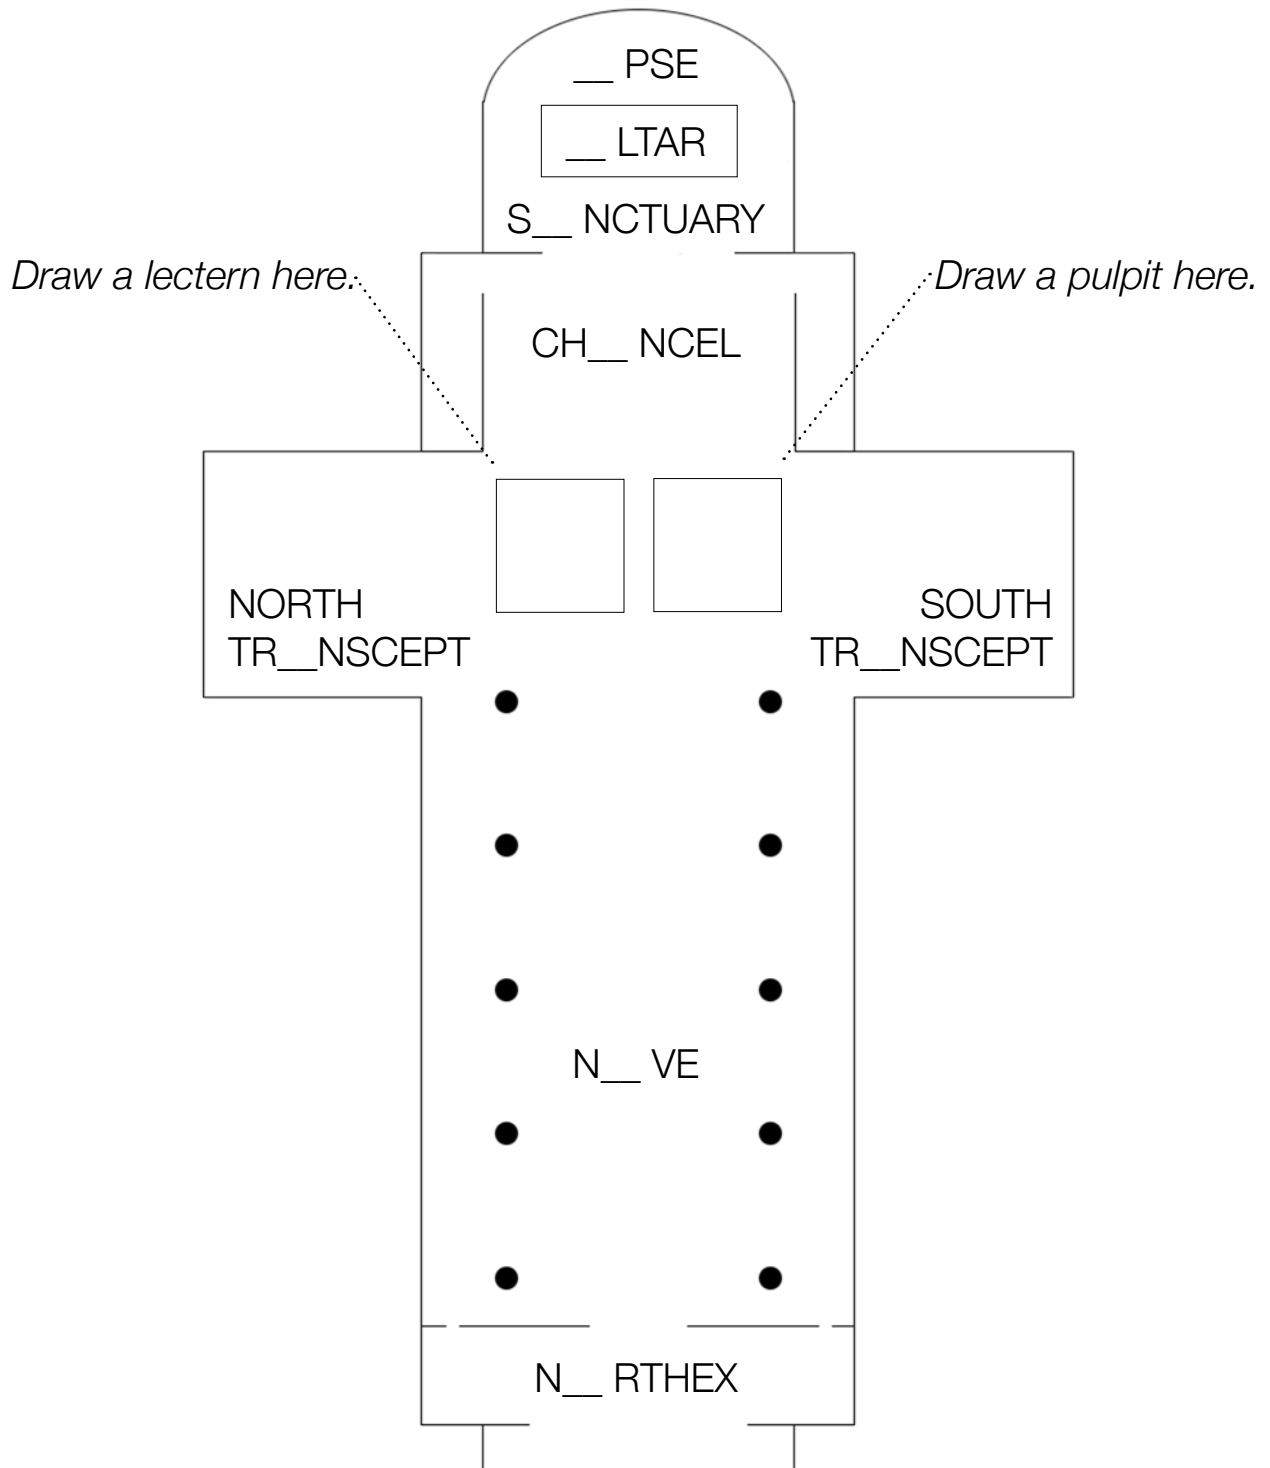 __ PSE
__ LTAR
S__ NCTUARY
Draw a lectern here.
Draw a pulpit here.
CH__ NCEL
NORTH
TR__NSCEPT
SOUTH
TR__NSCEPT
N__ VE
N__ RTHEX